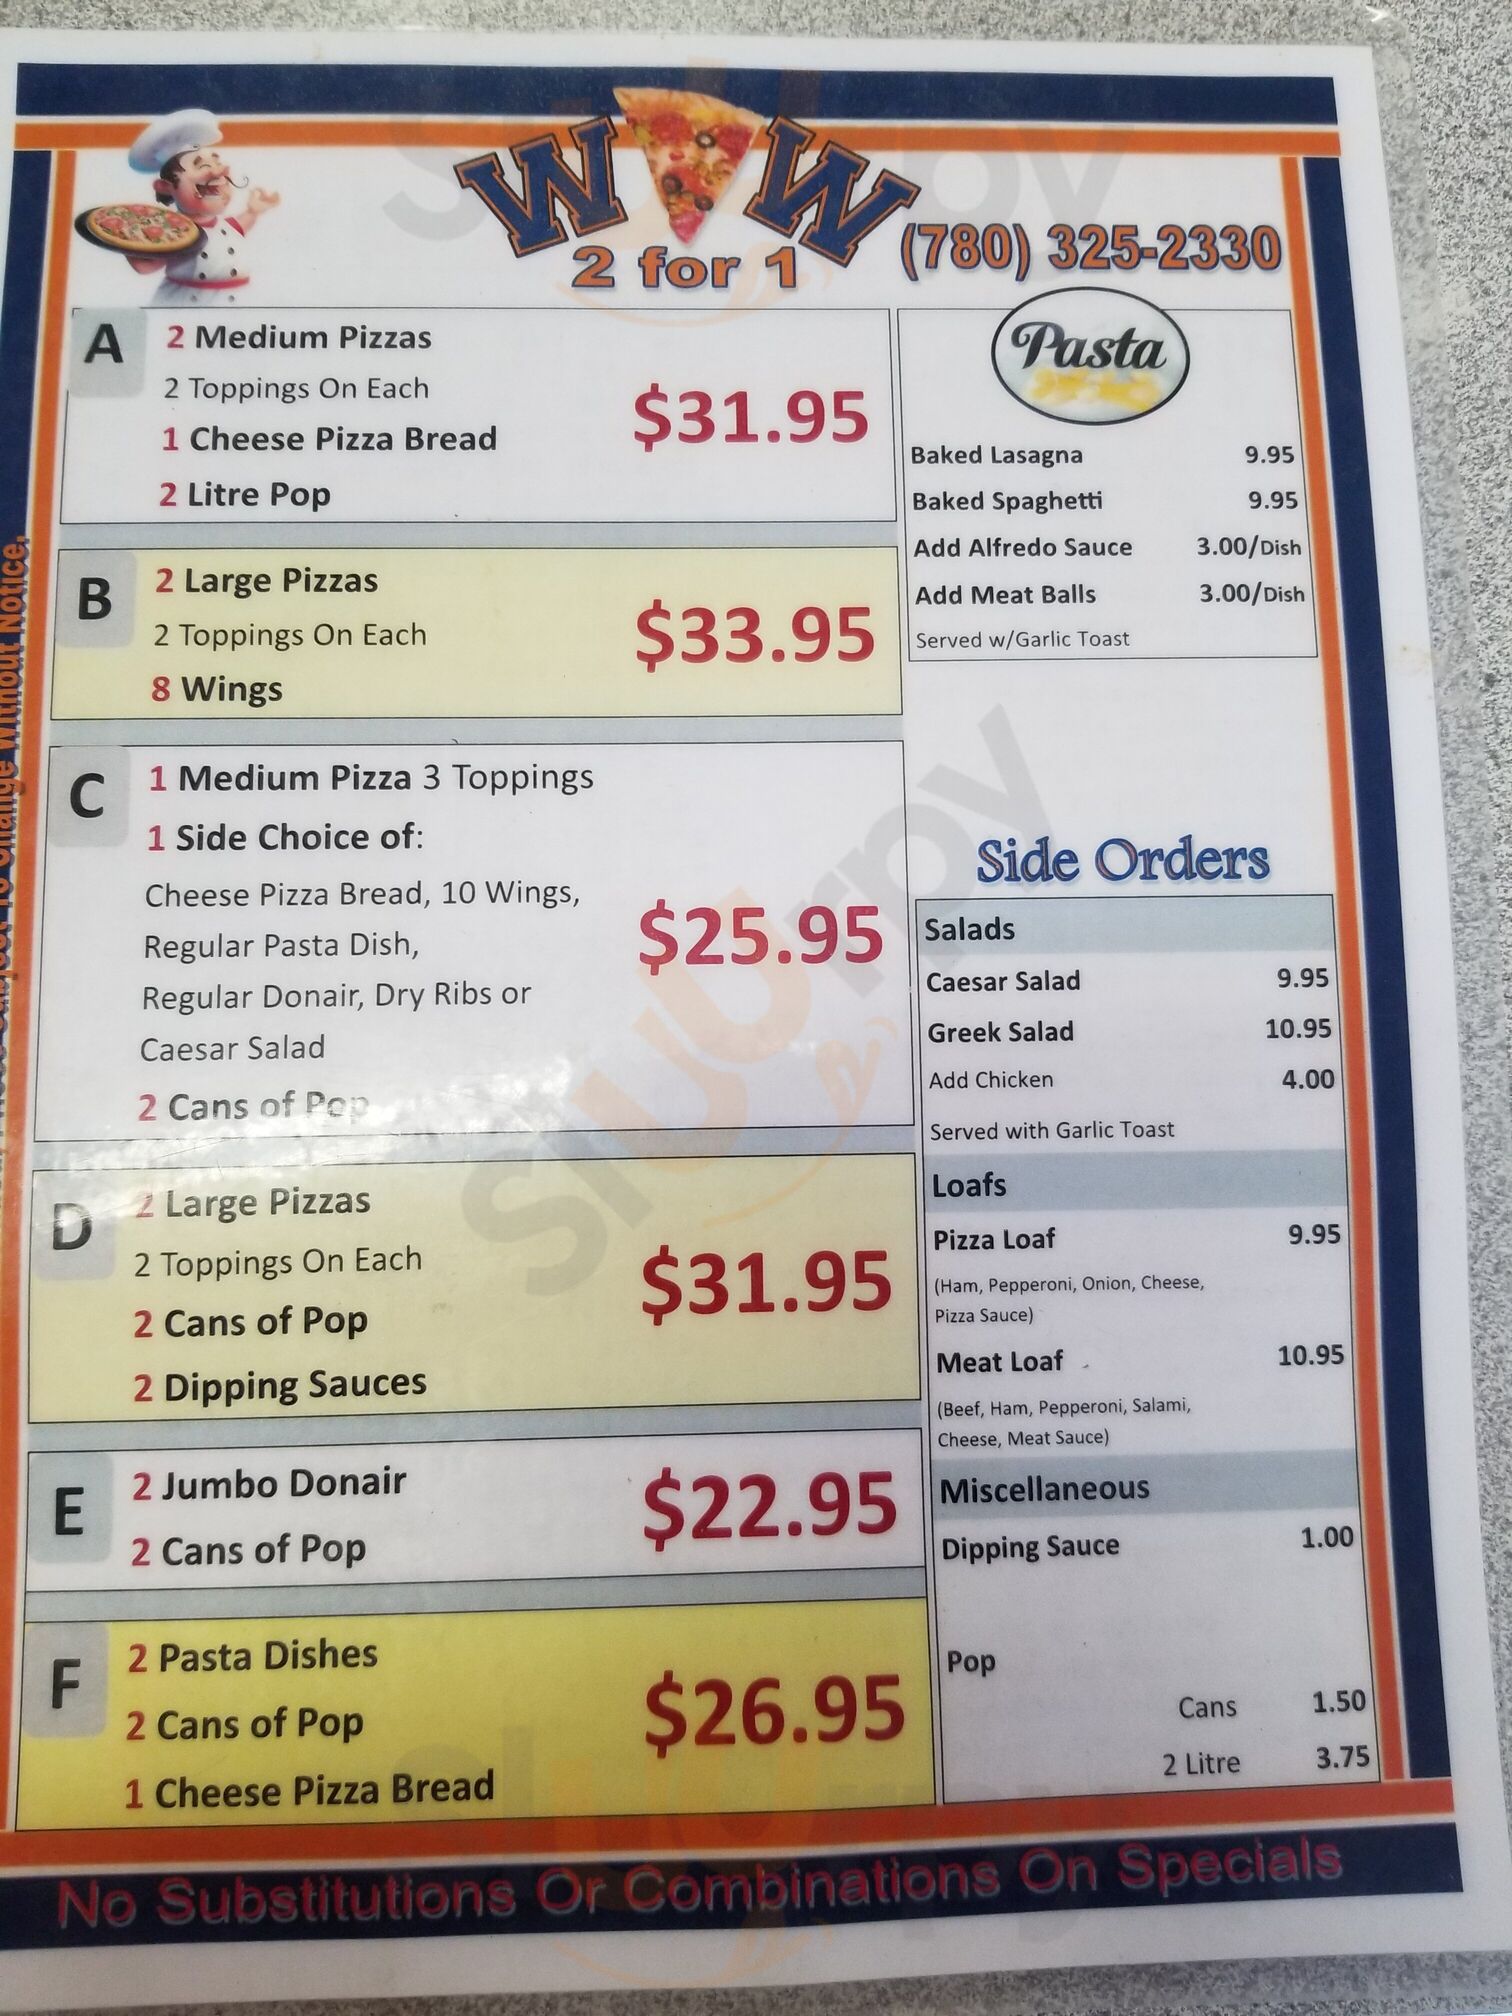 W W
2 for 1
(780) 325-2330
A
2 Medium Pizzas
2 Toppings On Each
1 Cheese Pizza Bread
2 Litre Pop
$31.95
B
2 Large Pizzas
2 Toppings On Each
8 Wings
$33.95
C
1 Medium Pizza 3 Toppings
1 Side Choice of:
Cheese Pizza Bread, 10 Wings,
Regular Pasta Dish,
Regular Donair, Dry Ribs or
Caesar Salad
2 Cans of Pop
$25.95
D
2 Large Pizzas
2 Toppings On Each
2 Cans of Pop
2 Dipping Sauces
$31.95
E
2 Jumbo Donair
2 Cans of Pop
$22.95
F
2 Pasta Dishes
2 Cans of Pop
1 Cheese Pizza Bread
$26.95
Pasta
Baked Lasagna 9.95
Baked Spaghetti 9.95
Add Alfredo Sauce 3.00/Dish
Add Meat Balls 3.00/Dish
Served w/Garlic Toast
Side Orders
Salads
Caesar Salad 9.95
Greek Salad 10.95
Add Chicken 4.00
Served with Garlic Toast
Loafs
Pizza Loaf 9.95
(Ham, Pepperoni, Onion, Cheese,
Pizza Sauce)
Meat Loaf 10.95
(Beef, Ham, Pepperoni, Salami,
Cheese, Meat Sauce)
Miscellaneous
Dipping Sauce 1.00
Pop
Cans 1.50
2 Litre 3.75
No Substitutions Or Combinations On Specials
To Change Without Notice.
Slurpy
Slurpy
Slurpy